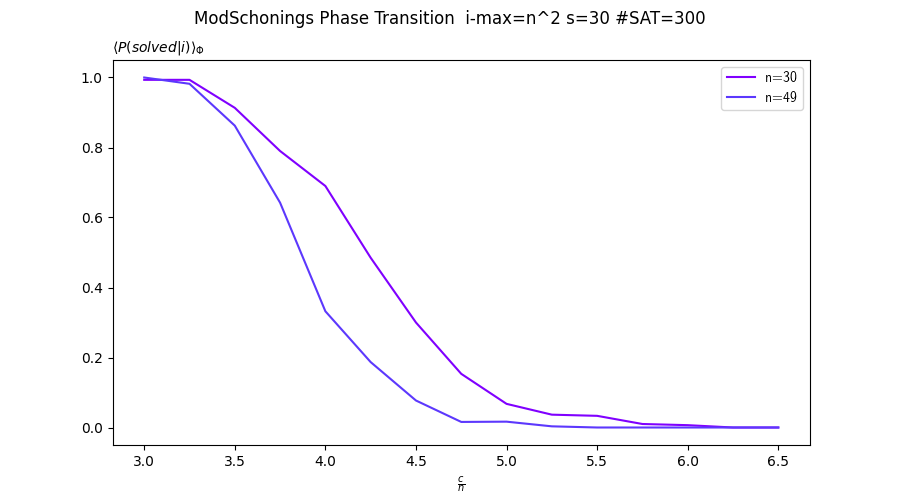 ModSchonings Phase Transition  i-max=n^2 s=30 #SAT=300
⟨P(solved|i)⟩Φ
1.0
0.8
0.6
0.4
0.2
0.0
n=30
n=49
3.0 3.5 4.0 4.5 5.0 5.5 6.0 6.5
c/n